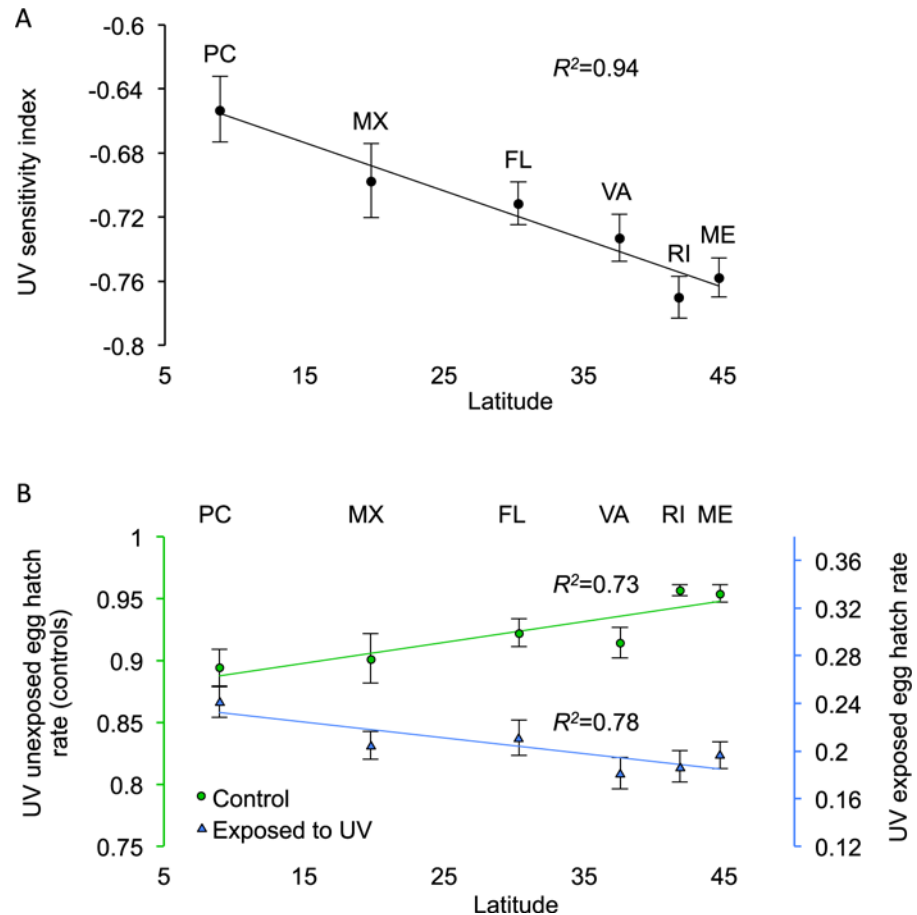 A
UV sensitivity index
-0.6
-0.64
-0.68
-0.72
-0.76
-0.8
PC
MX
FL
VA
RI
ME
R²=0.94
5
15
25
35
45
Latitude
B
PC
MX
FL
VA
RI
ME
UV unexposed egg hatch
rate (controls)
1
0.95
0.9
0.85
0.8
0.75
R²=0.73
R²=0.78
Control
Exposed to UV
0.36
0.32
0.28
0.24
0.2
0.16
0.12
UV exposed egg hatch rate
5
15
25
35
45
Latitude